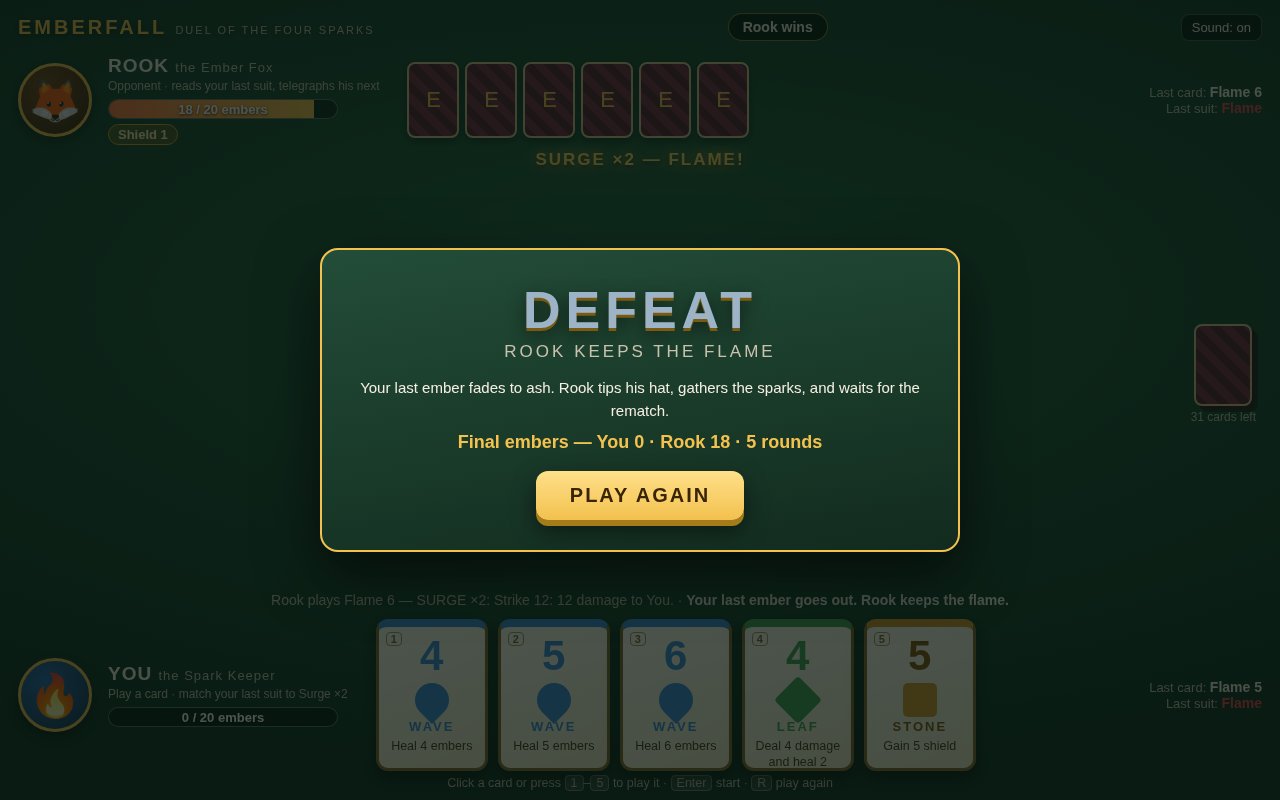 EMBERFALL DUEL OF THE FOUR SPARKS
Rook wins
Sound: on
ROOK the Ember Fox
Opponent · reads your last suit, telegraphs his next
18 / 20 embers
Shield 1
E E E E E E
Last card: Flame 6
Last suit: Flame
SURGE ×2 — FLAME!
DEFEAT
ROOK KEEPS THE FLAME
Your last ember fades to ash. Rook tips his hat, gathers the sparks, and waits for the
rematch.
Final embers — You 0 · Rook 18 · 5 rounds
PLAY AGAIN
31 cards left
Rook plays Flame 6 — SURGE ×2: Strike 12: 12 damage to You. · Your last ember goes out. Rook keeps the flame.
YOU the Spark Keeper
Play a card · match your last suit to Surge ×2
0 / 20 embers
1
4
WAVE
Heal 4 embers
2
5
WAVE
Heal 5 embers
3
6
WAVE
Heal 6 embers
4
4
LEAF
Deal 4 damage
and heal 2
5
5
STONE
Gain 5 shield
Last card: Flame 5
Last suit: Flame
Click a card or press 1–5 to play it · Enter start · R play again